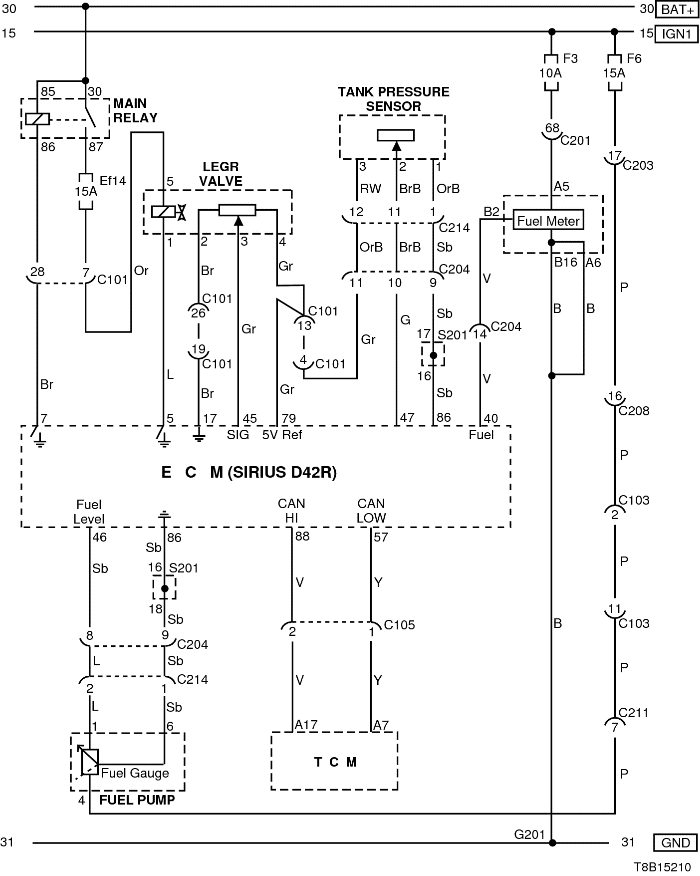 30 30 BAT+
15 15 IGN1
F3 F6
10A 15A
85 30 MAIN RELAY
86 87
TANK PRESSURE
SENSOR
68 C201
17 C203
Ef14
15A
LEGR
VALVE
5
3 2 1
RW BrB OrB
A5
12 11 1 C214
B2 Fuel Meter
1 2 3 4
OrB BrB Sb
B16 A6
28 7 C101 Or
Br Gr
11 10 9 C204
V B B P
C101
26
C101
13
Gr G Sb
17 S201
14 C204
19
C101
4 C101
16
Br L Br Gr Gr Sb V
16 C208
7 5 17 45 79 47 86 40
SIG 5V Ref Fuel
P
E C M (SIRIUS D42R)
Fuel
Level
CAN
HI
CAN
LOW
C103
2
46 86 88 57
Sb
16 S201
Sb V Y P
18
Sb
11
C103
8 9 C204
2 1 C105
B
L Sb
C214
P
2 1
V Y
L Sb
C211
7
1 6
A17 A7
Fuel Gauge
T C M
P
4 FUEL PUMP
G201
31 31 GND
T8B15210